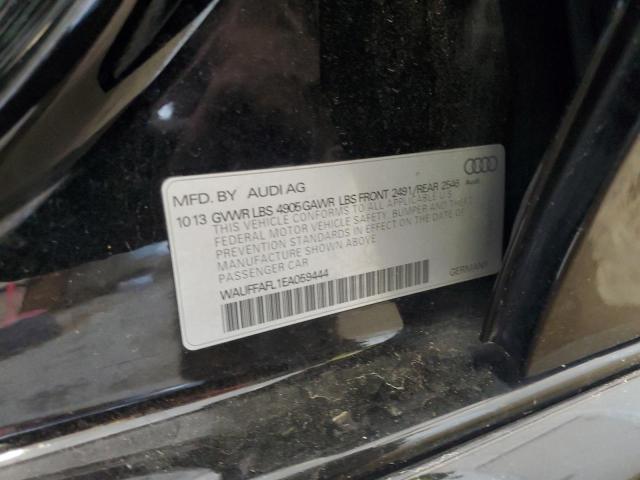 MFD. BY AUDI AG
10 13 GVWR LBS 4905 GAWR LBS FRONT 2491/REAR 2546
Audi
THIS VEHICLE CONFORMS TO ALL APPLICABLE U.S.
FEDERAL MOTOR VEHICLE SAFETY, BUMPER AND THEFT
PREVENTION STANDARDS IN EFFECT ON THE DATE OF
MANUFACTURE SHOWN ABOVE
PASSENGER CAR
WAUFFAFL1EA059444
GERMANY